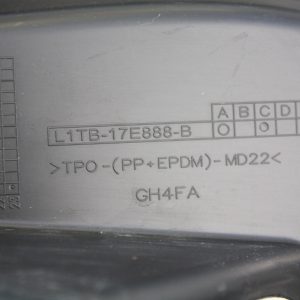 A B C D
L1TB-17E888-B
>TPO-(PP+EPDM)-MD22<
GH4FA